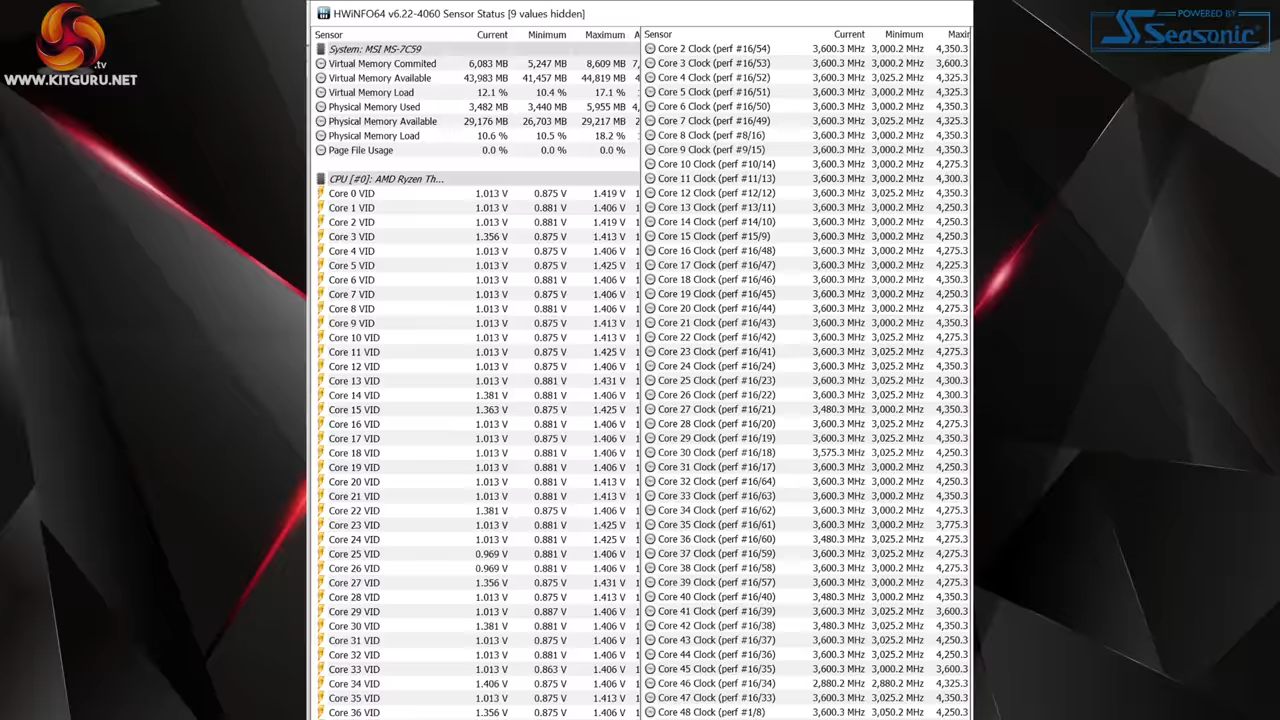 HWiNFO64 v6.22-4060 Sensor Status [9 values hidden]
.tv
WWW.KITGURU.NET
POWERED BY
Seasonic
Sensor Current Minimum Maximum A
System: MSI MS-7C59
Virtual Memory Commited 6,083 MB 5,247 MB 8,609 MB 7,
Virtual Memory Available 43,983 MB 41,457 MB 44,819 MB 4
Virtual Memory Load 12.1 % 10.4 % 17.1 %
Physical Memory Used 3,482 MB 3,440 MB 5,955 MB 4,
Physical Memory Available 29,176 MB 26,703 MB 29,217 MB 2
Physical Memory Load 10.6 % 10.5 % 18.2 %
Page File Usage 0.0 % 0.0 % 0.0 %
CPU [#0]: AMD Ryzen Th...
Core 0 VID 1.013 V 0.875 V 1.419 V 1
Core 1 VID 1.013 V 0.881 V 1.406 V 1
Core 2 VID 1.013 V 0.881 V 1.419 V 1
Core 3 VID 1.356 V 0.875 V 1.413 V 1
Core 4 VID 1.013 V 0.875 V 1.406 V 1
Core 5 VID 1.013 V 0.875 V 1.425 V 1
Core 6 VID 1.013 V 0.881 V 1.406 V 1
Core 7 VID 1.013 V 0.875 V 1.406 V 1
Core 8 VID 1.013 V 0.881 V 1.406 V 1
Core 9 VID 1.013 V 0.875 V 1.413 V 1
Core 10 VID 1.013 V 0.875 V 1.413 V 1
Core 11 VID 1.013 V 0.875 V 1.425 V 1
Core 12 VID 1.013 V 0.881 V 1.406 V 1
Core 13 VID 1.013 V 0.881 V 1.431 V 1
Core 14 VID 1.381 V 0.881 V 1.406 V 1
Core 15 VID 1.363 V 0.875 V 1.425 V 1
Core 16 VID 1.013 V 0.881 V 1.406 V 1
Core 17 VID 1.013 V 0.875 V 1.406 V 1
Core 18 VID 1.013 V 0.881 V 1.406 V 1
Core 19 VID 1.013 V 0.881 V 1.406 V 1
Core 20 VID 1.013 V 0.881 V 1.413 V 1
Core 21 VID 1.013 V 0.881 V 1.413 V 1
Core 22 VID 1.381 V 0.881 V 1.406 V 1
Core 23 VID 1.013 V 0.881 V 1.425 V 1
Core 24 VID 1.013 V 0.881 V 1.425 V 1
Core 25 VID 0.969 V 0.881 V 1.406 V 1
Core 26 VID 0.969 V 0.881 V 1.406 V 1
Core 27 VID 1.356 V 0.875 V 1.431 V 1
Core 28 VID 1.013 V 0.875 V 1.413 V 1
Core 29 VID 1.013 V 0.887 V 1.406 V 1
Core 30 VID 1.381 V 0.881 V 1.406 V 1
Core 31 VID 1.013 V 0.875 V 1.406 V 1
Core 32 VID 1.013 V 0.881 V 1.406 V 1
Core 33 VID 1.013 V 0.863 V 1.406 V 1
Core 34 VID 1.406 V 0.875 V 1.406 V 1
Core 35 VID 1.013 V 0.875 V 1.413 V 1
Core 36 VID 1.356 V 0.875 V 1.406 V 1
Sensor Current Minimum Maxir
Core 2 Clock (perf #16/54) 3,600.3 MHz 3,000.2 MHz 4,350.3
Core 3 Clock (perf #16/53) 3,600.3 MHz 3,000.2 MHz 3,600.3
Core 4 Clock (perf #16/52) 3,600.3 MHz 3,000.2 MHz 4,325.3
Core 5 Clock (perf #16/51) 3,600.3 MHz 3,000.2 MHz 4,325.3
Core 6 Clock (perf #16/50) 3,600.3 MHz 3,000.2 MHz 4,350.3
Core 7 Clock (perf #16/49) 3,600.3 MHz 3,025.2 MHz 4,325.3
Core 8 Clock (perf #8/16) 3,600.3 MHz 3,000.2 MHz 4,350.3
Core 9 Clock (perf #9/15) 3,600.3 MHz 3,000.2 MHz 4,350.3
Core 10 Clock (perf #10/14) 3,600.3 MHz 3,000.2 MHz 4,275.3
Core 11 Clock (perf #11/13) 3,600.3 MHz 3,000.2 MHz 4,300.3
Core 12 Clock (perf #12/12) 3,600.3 MHz 3,025.2 MHz 4,350.3
Core 13 Clock (perf #13/11) 3,600.3 MHz 3,000.2 MHz 4,250.3
Core 14 Clock (perf #14/10) 3,600.3 MHz 3,025.2 MHz 4,350.3
Core 15 Clock (perf #15/9) 3,600.3 MHz 3,000.2 MHz 4,350.3
Core 16 Clock (perf #16/48) 3,600.3 MHz 3,000.2 MHz 4,275.3
Core 17 Clock (perf #16/47) 3,600.3 MHz 3,025.2 MHz 4,225.3
Core 18 Clock (perf #16/46) 3,600.3 MHz 3,025.2 MHz 4,350.3
Core 19 Clock (perf #16/45) 3,600.3 MHz 3,000.2 MHz 4,250.3
Core 20 Clock (perf #16/44) 3,600.3 MHz 3,025.2 MHz 4,275.3
Core 21 Clock (perf #16/43) 3,600.3 MHz 3,000.2 MHz 4,350.3
Core 22 Clock (perf #16/42) 3,600.3 MHz 3,025.2 MHz 4,275.3
Core 23 Clock (perf #16/41) 3,600.3 MHz 3,025.2 MHz 4,275.3
Core 24 Clock (perf #16/24) 3,600.3 MHz 3,025.2 MHz 4,350.3
Core 25 Clock (perf #16/23) 3,600.3 MHz 3,025.2 MHz 4,300.3
Core 26 Clock (perf #16/22) 3,600.3 MHz 3,025.2 MHz 4,300.3
Core 27 Clock (perf #16/21) 3,480.3 MHz 3,000.2 MHz 4,350.3
Core 28 Clock (perf #16/20) 3,600.3 MHz 3,025.2 MHz 4,275.3
Core 29 Clock (perf #16/19) 3,600.3 MHz 3,025.2 MHz 4,350.3
Core 30 Clock (perf #16/18) 3,575.3 MHz 3,025.2 MHz 4,250.3
Core 31 Clock (perf #16/17) 3,600.3 MHz 3,000.2 MHz 4,350.3
Core 32 Clock (perf #16/64) 3,600.3 MHz 3,025.2 MHz 4,250.3
Core 33 Clock (perf #16/63) 3,600.3 MHz 3,025.2 MHz 4,350.3
Core 34 Clock (perf #16/62) 3,600.3 MHz 3,000.2 MHz 4,275.3
Core 35 Clock (perf #16/61) 3,600.3 MHz 3,000.2 MHz 3,775.3
Core 36 Clock (perf #16/60) 3,480.3 MHz 3,025.2 MHz 4,275.3
Core 37 Clock (perf #16/59) 3,600.3 MHz 3,000.2 MHz 4,275.3
Core 38 Clock (perf #16/58) 3,600.3 MHz 3,000.2 MHz 4,275.3
Core 39 Clock (perf #16/57) 3,600.3 MHz 3,000.2 MHz 4,275.3
Core 40 Clock (perf #16/40) 3,480.3 MHz 3,000.2 MHz 4,350.3
Core 41 Clock (perf #16/39) 3,600.3 MHz 3,025.2 MHz 3,600.3
Core 42 Clock (perf #16/38) 3,480.3 MHz 3,025.2 MHz 4,350.3
Core 43 Clock (perf #16/37) 3,600.3 MHz 3,025.2 MHz 4,275.3
Core 44 Clock (perf #16/36) 3,600.3 MHz 3,025.2 MHz 4,250.3
Core 45 Clock (perf #16/35) 3,600.3 MHz 3,000.2 MHz 3,600.3
Core 46 Clock (perf #16/34) 2,880.2 MHz 2,880.2 MHz 4,325.3
Core 47 Clock (perf #16/33) 3,600.3 MHz 3,025.2 MHz 4,350.3
Core 48 Clock (perf #1/8) 3,600.3 MHz 3,050.2 MHz 4,250.3